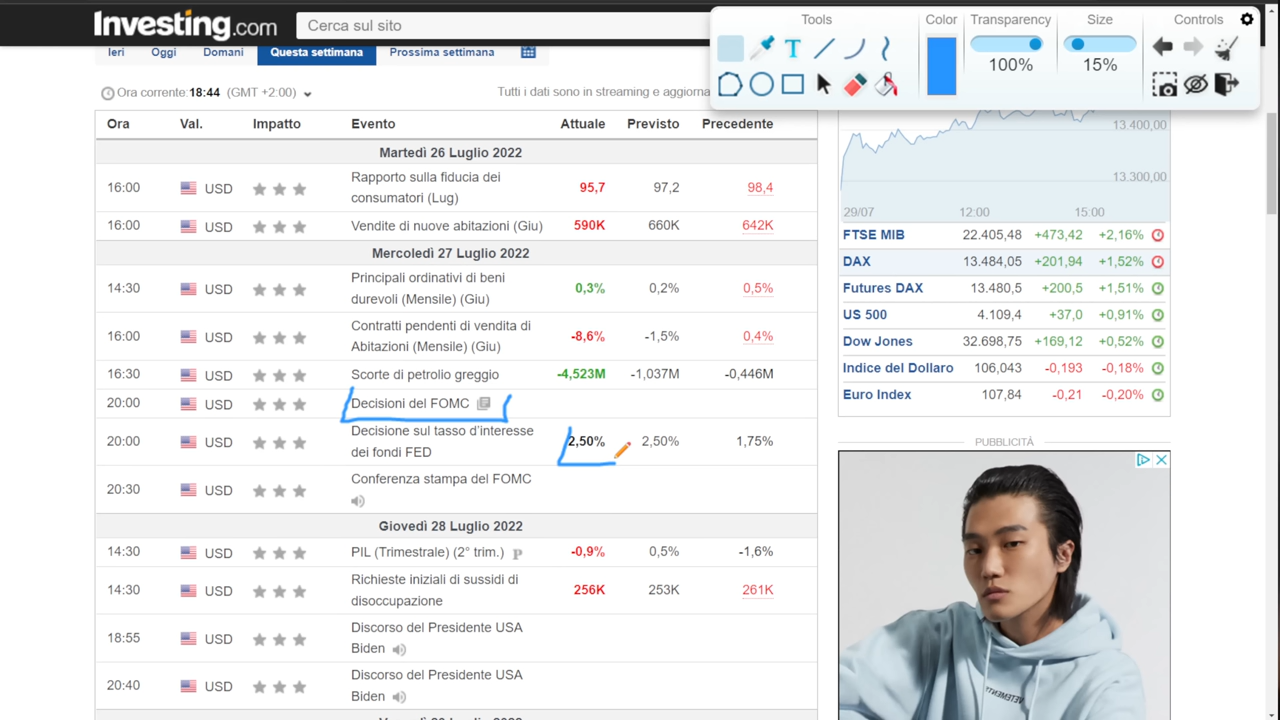 Investing.com
Cerca sul sito
Tools Color Transparency Size Controls
T
100% 15%
Ieri Oggi Domani Questa settimana Prossima settimana
Ora corrente: 18:44 (GMT +2:00)
Tutti i dati sono in streaming e aggiorna
Ora Val. Impatto Evento Attuale Previsto Precedente
Martedì 26 Luglio 2022
16:00 USD Rapporto sulla fiducia dei consumatori (Lug) 95,7 97,2 98,4
16:00 USD Vendite di nuove abitazioni (Giu) 590K 660K 642K
Mercoledì 27 Luglio 2022
14:30 USD Principali ordinativi di beni durevoli (Mensile) (Giu) 0,3% 0,2% 0,5%
16:00 USD Contratti pendenti di vendita di Abitazioni (Mensile) (Giu) -8,6% -1,5% 0,4%
16:30 USD Scorte di petrolio greggio -4,523M -1,037M -0,446M
20:00 USD Decisioni del FOMC
20:00 USD Decisione sul tasso d'interesse dei fondi FED 2,50% 2,50% 1,75%
20:30 USD Conferenza stampa del FOMC
Giovedì 28 Luglio 2022
14:30 USD PIL (Trimestrale) (2° trim.) P -0,9% 0,5% -1,6%
14:30 USD Richieste iniziali di sussidi di disoccupazione 256K 253K 261K
18:55 USD Discorso del Presidente USA Biden
20:40 USD Discorso del Presidente USA Biden
13.400,00
13.300,00
29/07 12:00 15:00
FTSE MIB 22.405,48 +473,42 +2,16%
DAX 13.484,05 +201,94 +1,52%
Futures DAX 13.480,5 +200,5 +1,51%
US 500 4.109,4 +37,0 +0,91%
Dow Jones 32.698,75 +169,12 +0,52%
Indice del Dollaro 106,043 -0,193 -0,18%
Euro Index 107,84 -0,21 -0,20%
PUBBLICITÀ
VETEMENTS